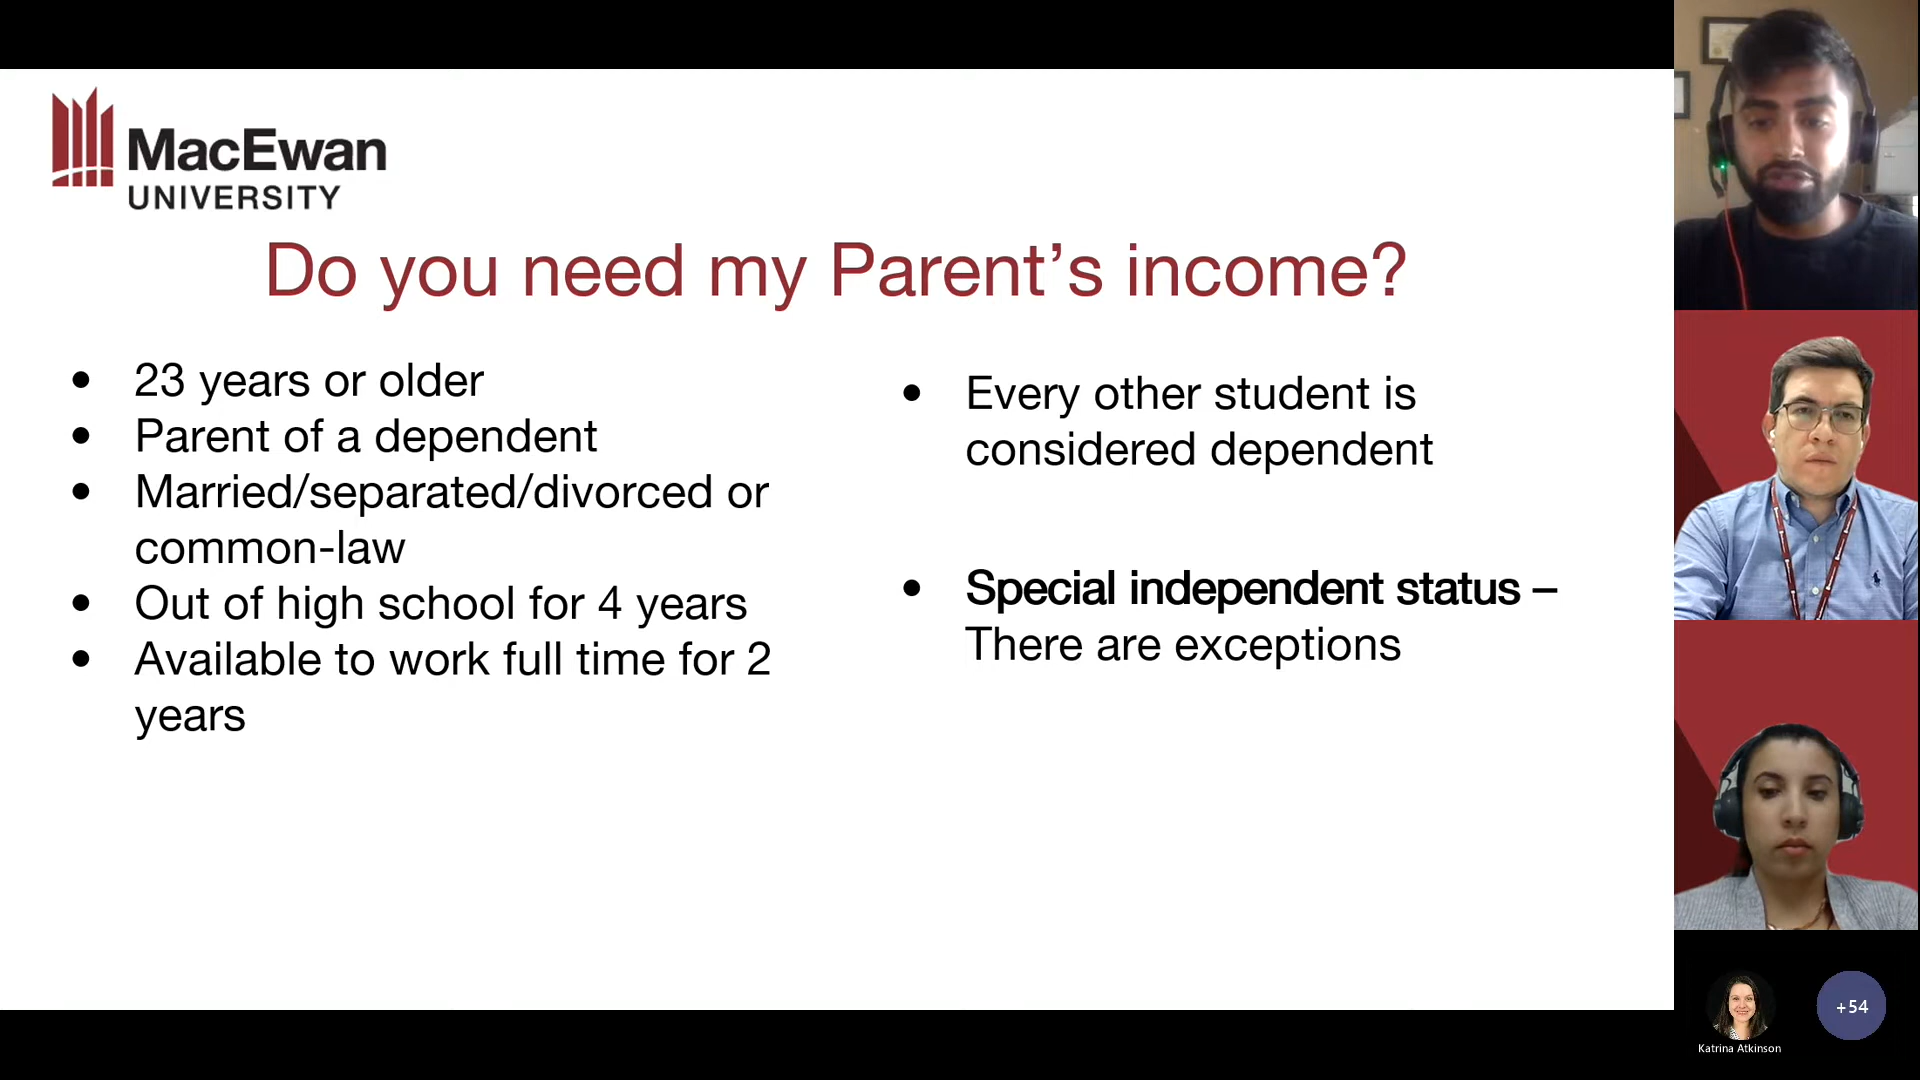 MacEwan
UNIVERSITY
Do you need my Parent’s income?
• 23 years or older
• Parent of a dependent
• Married/separated/divorced or
common-law
• Out of high school for 4 years
• Available to work full time for 2
years
• Every other student is
considered dependent
• Special independent status –
There are exceptions
Katrina Atkinson
+54